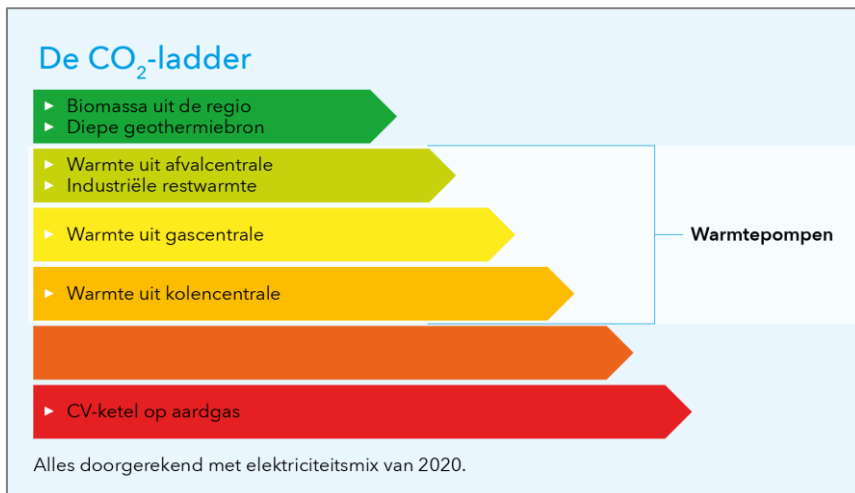 De CO₂-ladder
► Biomassa uit de regio
► Diepe geothermiebron
► Warmte uit afvalcentrale
► Industriële restwarmte
► Warmte uit gascentrale
Warmtepompen
► Warmte uit kolencentrale
► CV-ketel op aardgas
Alles doorgerekend met elektriciteitsmix van 2020.